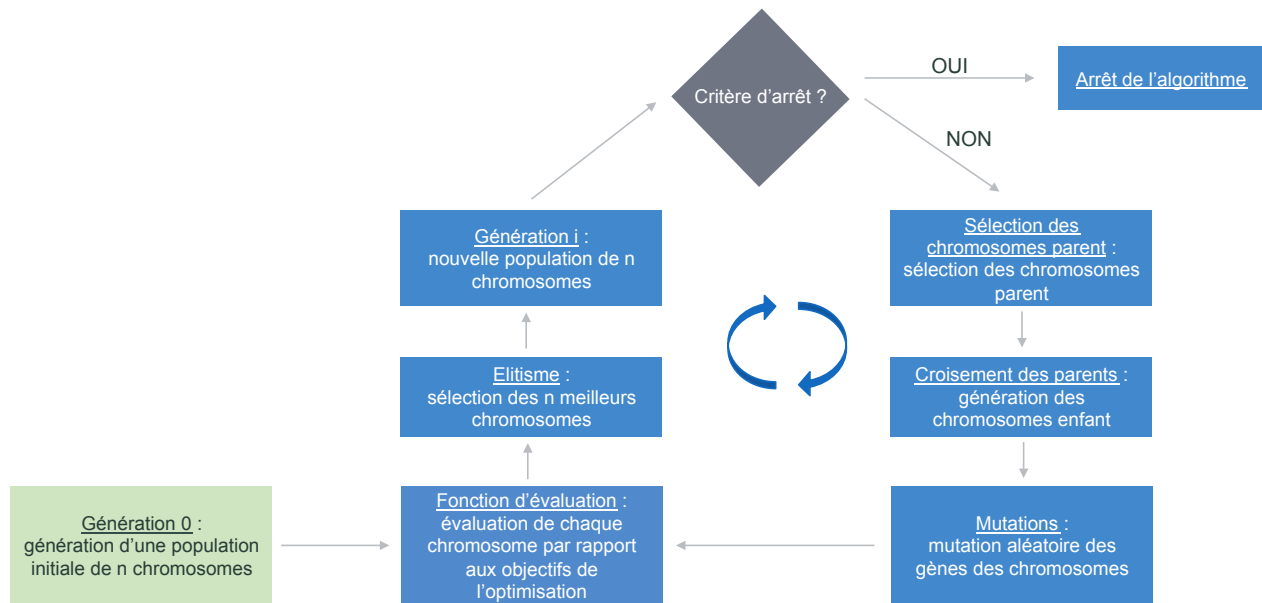 Critère d'arrêt ?
OUI
Arrêt de l'algorithme
NON
Génération i :
nouvelle population de n
chromosomes
Sélection des
chromosomes parent :
sélection des chromosomes
parent
Elitisme :
sélection des n meilleurs
chromosomes
Croisement des parents :
génération des
chromosomes enfant
Génération 0 :
génération d'une population
initiale de n chromosomes
Fonction d'évaluation :
évaluation de chaque
chromosome par rapport
aux objectifs de
l'optimisation
Mutations :
mutation aléatoire des
gènes des chromosomes